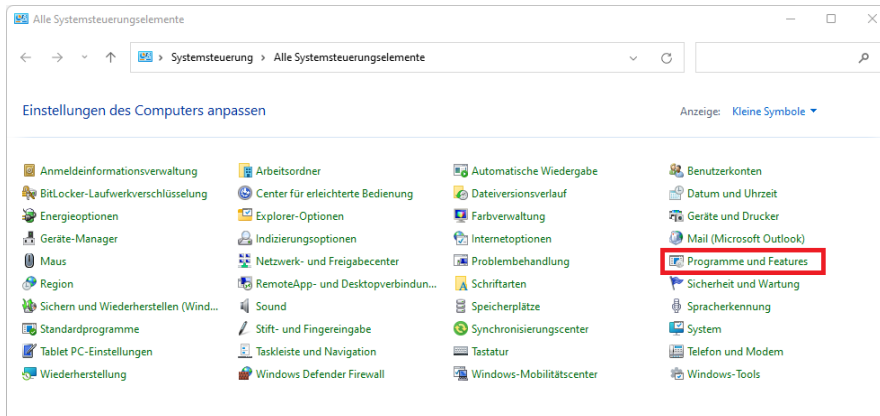 Alle Systemsteuerungselemente
Systemsteuerung > Alle Systemsteuerungselemente
Einstellungen des Computers anpassen
Anzeige: Kleine Symbole
Anmeldeinformationsverwaltung Arbeitsordner Automatische Wiedergabe Benutzerkonten
BitLocker-Laufwerkverschlüsselung Center für erleichterte Bedienung Dateiversionsverlauf Datum und Uhrzeit
Energieoptionen Explorer-Optionen Farbverwaltung Geräte und Drucker
Geräte-Manager Indizierungsoptionen Internetoptionen Mail (Microsoft Outlook)
Maus Netzwerk- und Freigabecenter Problembehandlung Programme und Features
Region RemoteApp- und Desktopverbindun... Schriftarten Sicherheit und Wartung
Sichern und Wiederherstellen (Wind... Sound Speicherplätze Spracherkennung
Standardprogramme Stift- und Fingereingabe Synchronisierungscenter System
Tablet PC-Einstellungen Taskleiste und Navigation Tastatur Telefon und Modem
Wiederherstellung Windows Defender Firewall Windows-Mobilitätscenter Windows-Tools